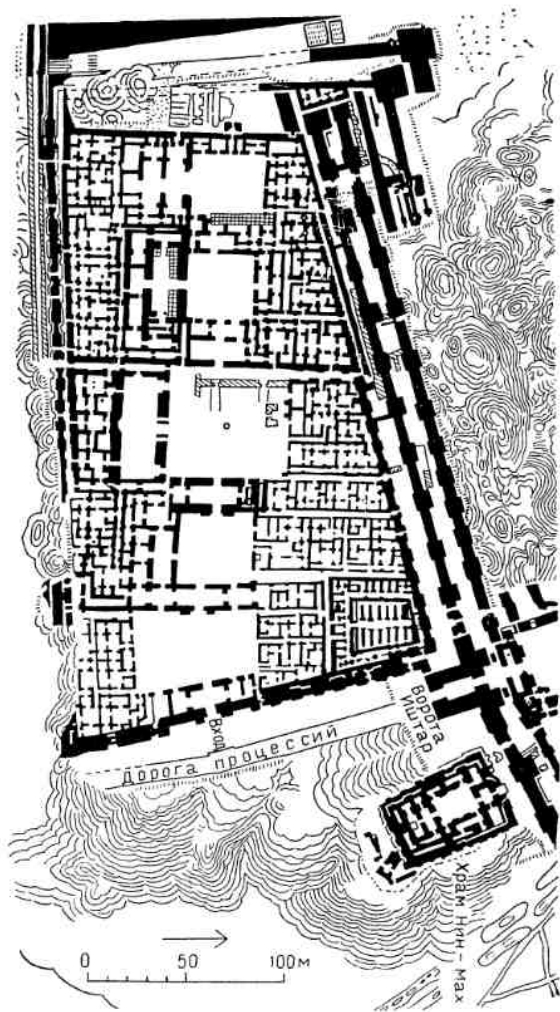 Вход
Дорога процессий
Ворота
Иштар
Храм Нин-Мах
0 50 100м